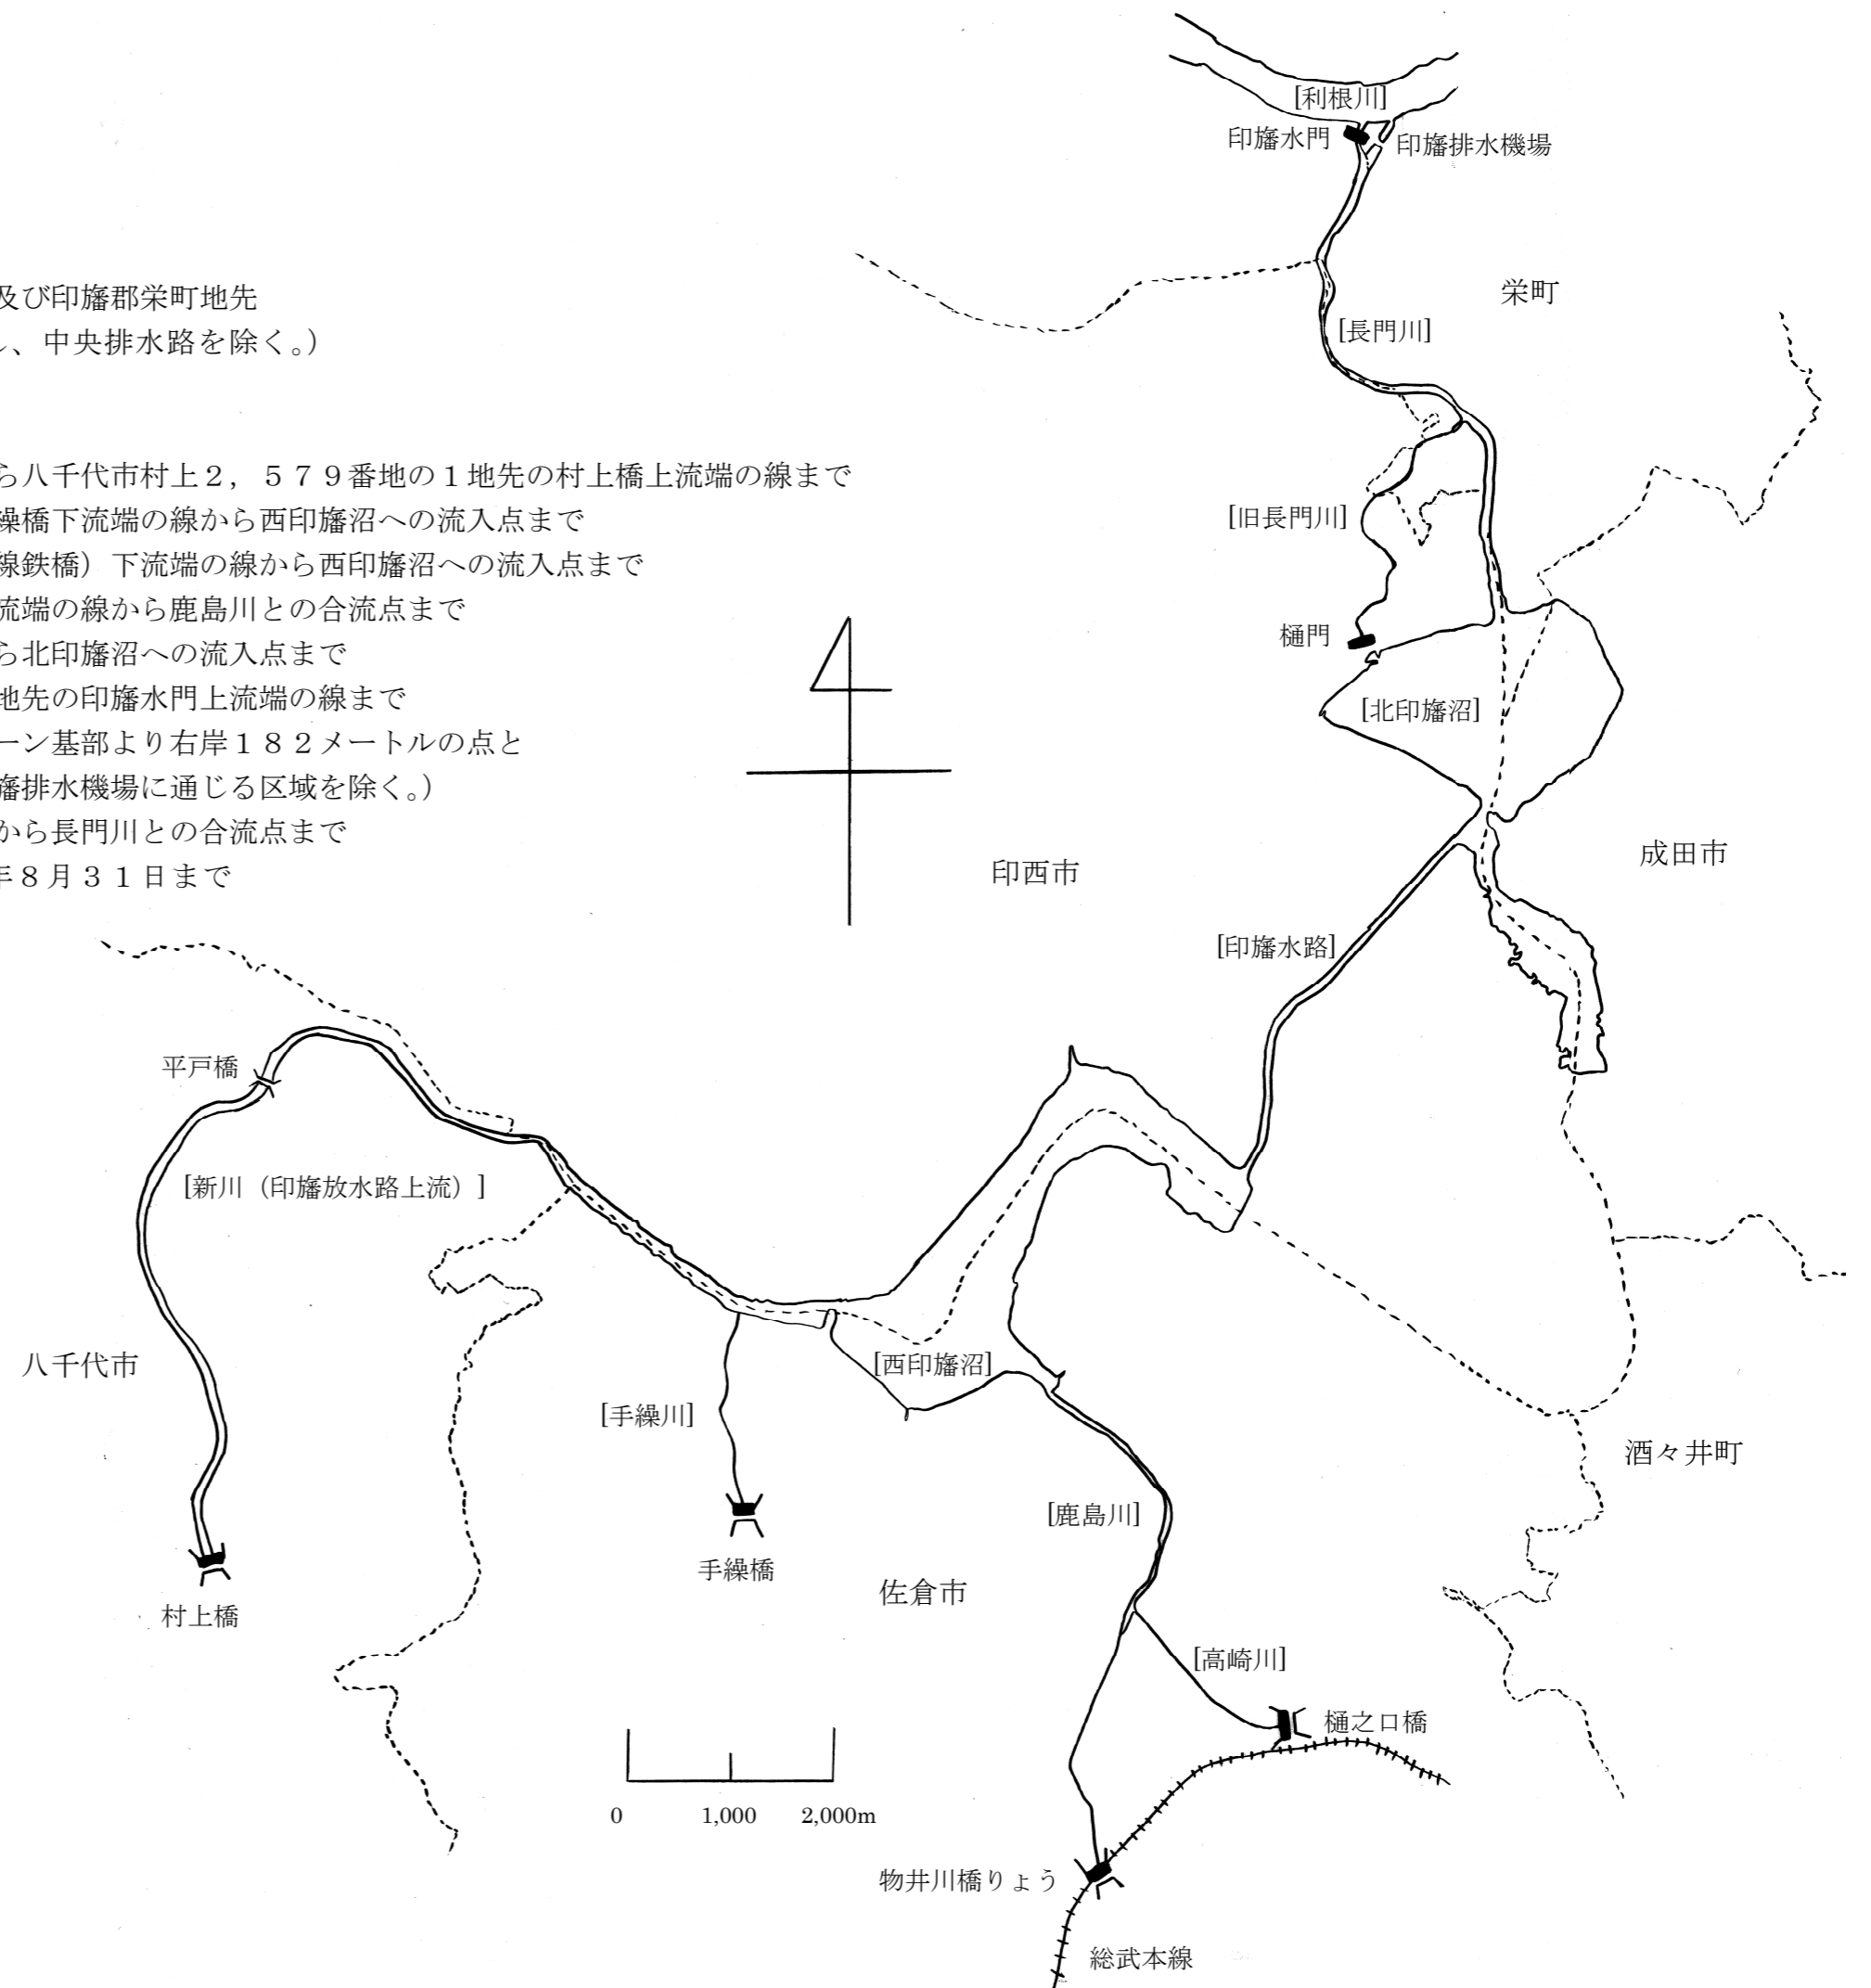 及び印旛郡栄町地先
、中央排水路を除く。）
ら八千代市村上２，５７９番地の１地先の村上橋上流端の線まで
繰橋下流端の線から西印旛沼への流入点まで
線鉄橋）下流端の線から西印旛沼への流入点まで
流端の線から鹿島川との合流点まで
ら北印旛沼への流入点まで
地先の印旛水門上流端の線まで
ーン基部より右岸１８２メートルの点と
旛排水機場に通じる区域を除く。）
から長門川との合流点まで
年８月３１日まで
[利根川]
印旛水門
印旛排水機場
栄町
[長門川]
[旧長門川]
樋門
[北印旛沼]
成田市
印西市
[印旛水路]
平戸橋
[新川（印旛放水路上流）]
八千代市
[西印旛沼]
[手繰川]
酒々井町
[鹿島川]
手繰橋
佐倉市
村上橋
[高崎川]
樋之口橋
0 1,000 2,000m
物井川橋りょう
総武本線